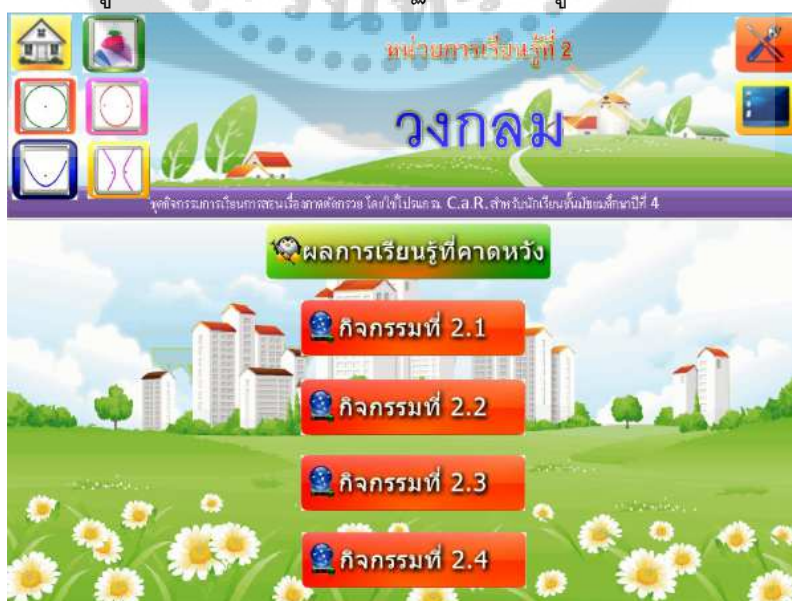 หน่วยการเรียนรู้ที่ 2
วงกลม
ชุดกิจกรรมการเรียนการสอนเรื่องภาคตัดกรวย โดยใช้โปรแกรม C.a.R. สำหรับนักเรียนชั้นมัธยมศึกษาปีที่ 4
ผลการเรียนรู้ที่คาดหวัง
กิจกรรมที่ 2.1
กิจกรรมที่ 2.2
กิจกรรมที่ 2.3
กิจกรรมที่ 2.4